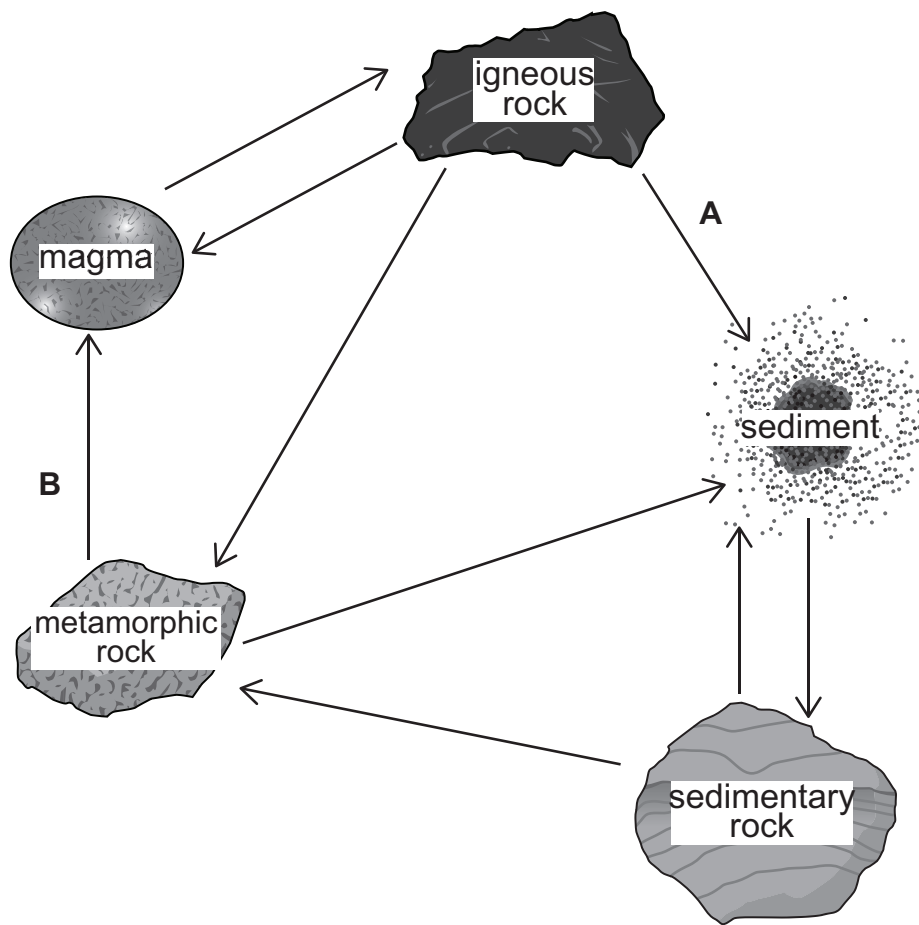 igneous
rock
A
magma
sediment
B
metamorphic
rock
sedimentary
rock